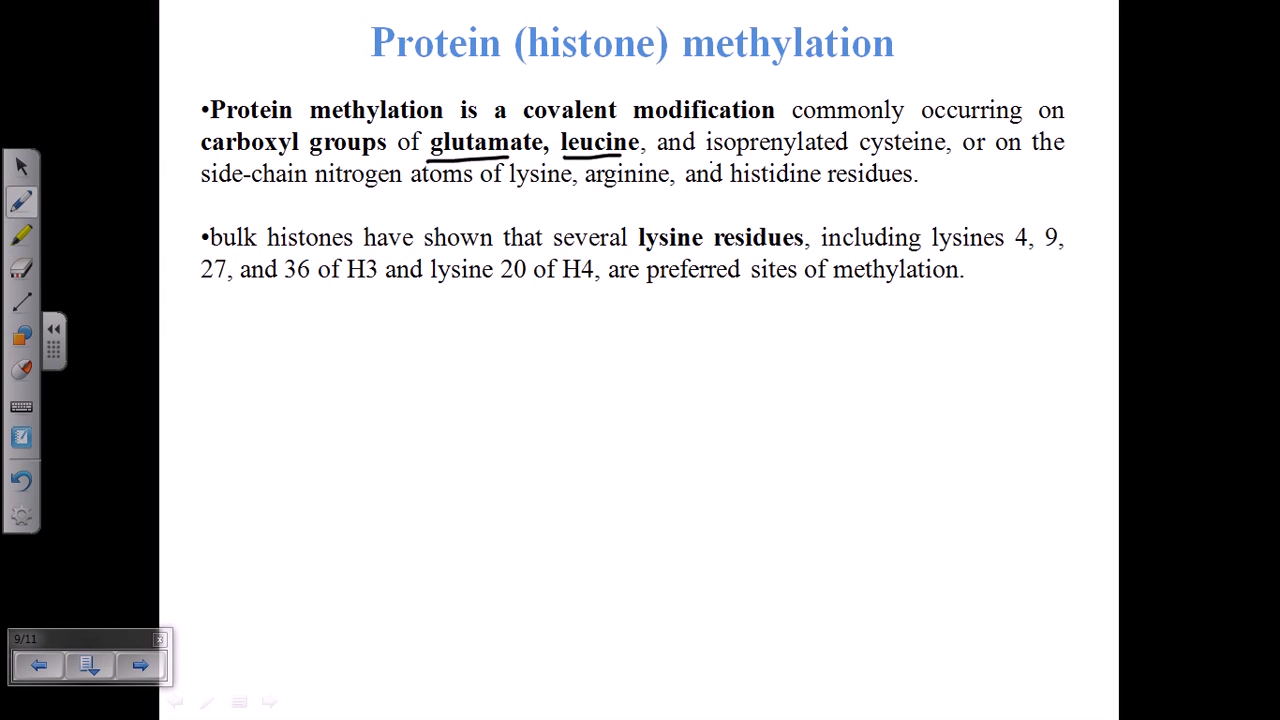 Protein (histone) methylation
•Protein methylation is a covalent modification commonly occurring on
carboxyl groups of glutamate, leucine, and isoprenylated cysteine, or on the
side-chain nitrogen atoms of lysine, arginine, and histidine residues.
•bulk histones have shown that several lysine residues, including lysines 4, 9,
27, and 36 of H3 and lysine 20 of H4, are preferred sites of methylation.
9/11